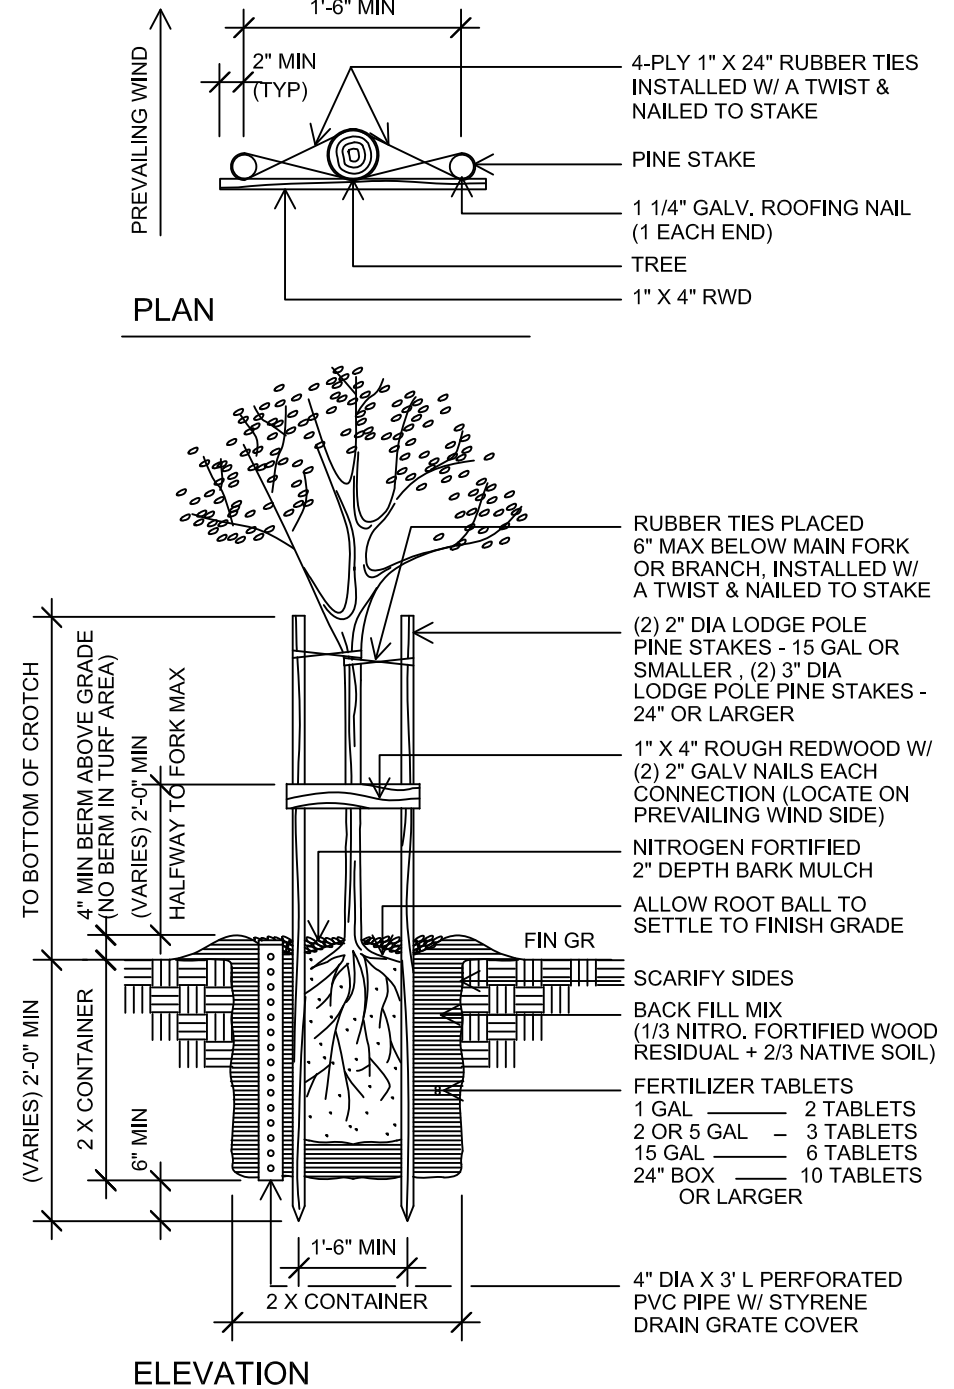 1'-6" MIN
PREVAILING WIND
2" MIN
(TYP)
4-PLY 1" X 24" RUBBER TIES
INSTALLED W/ A TWIST &
NAILED TO STAKE
PINE STAKE
1 1/4" GALV. ROOFING NAIL
(1 EACH END)
TREE
1" X 4" RWD
PLAN
RUBBER TIES PLACED
6" MAX BELOW MAIN FORK
OR BRANCH, INSTALLED W/
A TWIST & NAILED TO STAKE
(2) 2" DIA LODGE POLE
PINE STAKES - 15 GAL OR
SMALLER , (2) 3" DIA
LODGE POLE PINE STAKES -
24" OR LARGER
1" X 4" ROUGH REDWOOD W/
(2) 2" GALV NAILS EACH
CONNECTION (LOCATE ON
PREVAILING WIND SIDE)
NITROGEN FORTIFIED
2" DEPTH BARK MULCH
ALLOW ROOT BALL TO
SETTLE TO FINISH GRADE
FIN GR
SCARIFY SIDES
BACK FILL MIX
(1/3 NITRO. FORTIFIED WOOD
RESIDUAL + 2/3 NATIVE SOIL)
FERTILIZER TABLETS
1 GAL —— 2 TABLETS
2 OR 5 GAL – 3 TABLETS
15 GAL —— 6 TABLETS
24" BOX —— 10 TABLETS
OR LARGER
4" DIA X 3' L PERFORATED
PVC PIPE W/ STYRENE
DRAIN GRATE COVER
TO BOTTOM OF CROTCH
4" MIN BERM ABOVE GRADE
(NO BERM IN TURF AREA)
(VARIES) 2'-0" MIN
HALFWAY TO FORK MAX
(VARIES) 2'-0" MIN
2 X CONTAINER
6" MIN
1'-6" MIN
2 X CONTAINER
ELEVATION